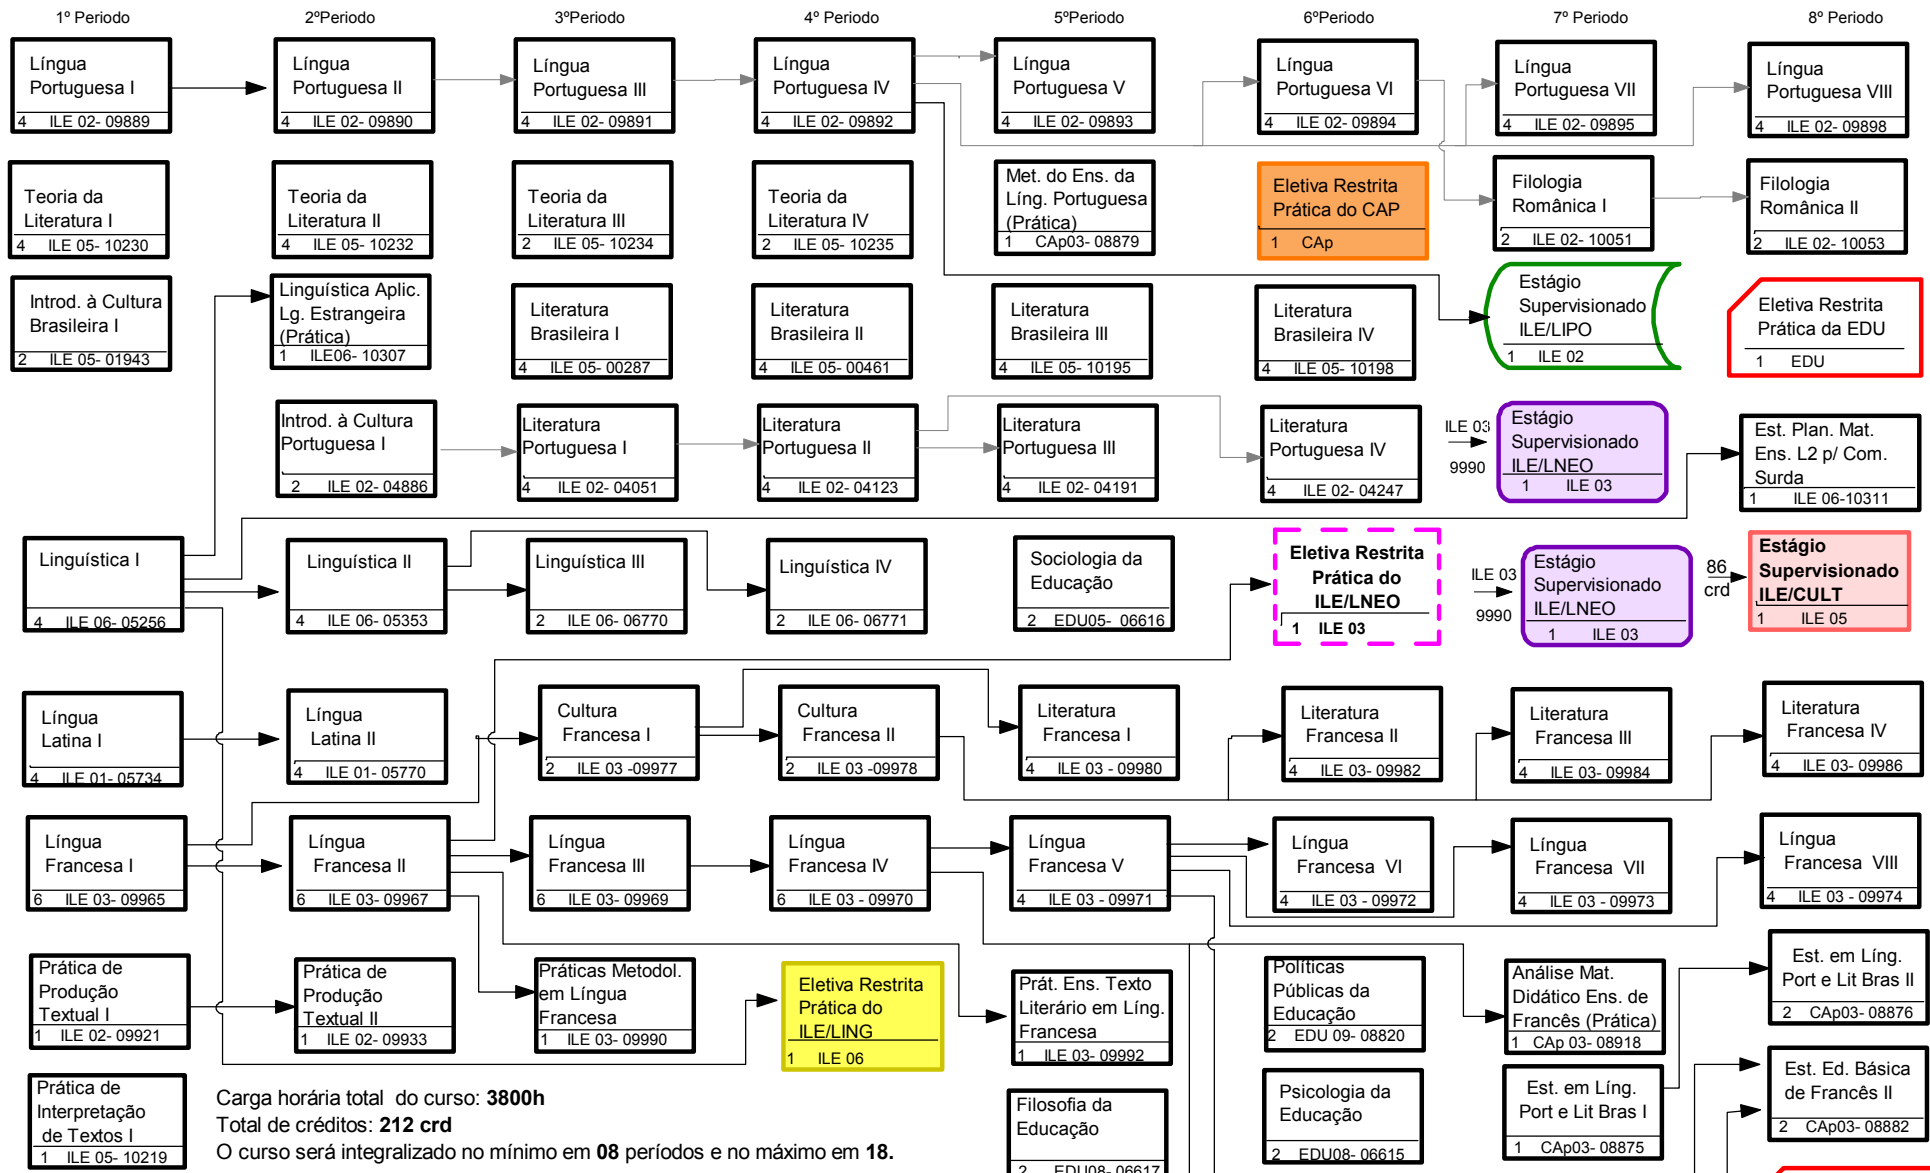 1º Periodo
2ºPeriodo
3ºPeriodo
4º Periodo
5ºPeriodo
6ºPeriodo
7º Periodo
8º Periodo
Língua
Portuguesa I
4 ILE 02- 09889
Língua
Portuguesa II
4 ILE 02- 09890
Língua
Portuguesa III
4 ILE 02- 09891
Língua
Portuguesa IV
4 ILE 02- 09892
Língua
Portuguesa V
4 ILE 02- 09893
Língua
Portuguesa VI
4 ILE 02- 09894
Língua
Portuguesa VII
4 ILE 02- 09895
Língua
Portuguesa VIII
4 ILE 02- 09898
Teoria da
Literatura I
4 ILE 05- 10230
Teoria da
Literatura II
4 ILE 05- 10232
Teoria da
Literatura III
2 ILE 05- 10234
Teoria da
Literatura IV
2 ILE 05- 10235
Met. do Ens. da
Líng. Portuguesa
(Prática)
1 CAp03- 08879
Eletiva Restrita
Prática do CAP
1 CAp
Filologia
Românica I
2 ILE 02- 10051
Filologia
Românica II
2 ILE 02- 10053
Introd. à Cultura
Brasileira I
2 ILE 05- 01943
Linguística Aplic.
Lg. Estrangeira
(Prática)
1 ILE06- 10307
Literatura
Brasileira I
4 ILE 05- 00287
Literatura
Brasileira II
4 ILE 05- 00461
Literatura
Brasileira III
4 ILE 05- 10195
Literatura
Brasileira IV
4 ILE 05- 10198
Estágio
Supervisionado
ILE/LIPO
1 ILE 02
Eletiva Restrita
Prática da EDU
1 EDU
Introd. à Cultura
Portuguesa I
2 ILE 02- 04886
Literatura
Portuguesa I
4 ILE 02- 04051
Literatura
Portuguesa II
4 ILE 02- 04123
Literatura
Portuguesa III
4 ILE 02- 04191
Literatura
Portuguesa IV
4 ILE 02- 04247
ILE 03
9990
Estágio
Supervisionado
ILE/LNEO
1 ILE 03
Est. Plan. Mat.
Ens. L2 p/ Com.
Surda
1 ILE 06-10311
Linguística I
4 ILE 06- 05256
Linguística II
4 ILE 06- 05353
Linguística III
2 ILE 06- 06770
Linguística IV
2 ILE 06- 06771
Sociologia da
Educação
2 EDU05- 06616
Eletiva Restrita
Prática do
ILE/LNEO
1 ILE 03
ILE 03
9990
Estágio
Supervisionado
ILE/LNEO
1 ILE 03
86
crd
Estágio
Supervisionado
ILE/CULT
1 ILE 05
Língua
Latina I
4 ILE 01- 05734
Língua
Latina II
4 ILE 01- 05770
Cultura
Francesa I
2 ILE 03 -09977
Cultura
Francesa II
2 ILE 03 -09978
Literatura
Francesa I
4 ILE 03 - 09980
Literatura
Francesa II
4 ILE 03- 09982
Literatura
Francesa III
4 ILE 03- 09984
Literatura
Francesa IV
4 ILE 03- 09986
Língua
Francesa I
6 ILE 03- 09965
Língua
Francesa II
6 ILE 03- 09967
Língua
Francesa III
6 ILE 03- 09969
Língua
Francesa IV
6 ILE 03 - 09970
Língua
Francesa V
4 ILE 03 - 09971
Língua
Francesa VI
4 ILE 03 - 09972
Língua
Francesa VII
4 ILE 03 - 09973
Língua
Francesa VIII
4 ILE 03 - 09974
Prática de
Produção
Textual I
1 ILE 02- 09921
Prática de
Produção
Textual II
1 ILE 02- 09933
Práticas Metodol.
em Língua
Francesa
1 ILE 03- 09990
Eletiva Restrita
Prática do
ILE/LING
1 ILE 06
Prát. Ens. Texto
Literário em Líng.
Francesa
1 ILE 03- 09992
Políticas
Públicas da
Educação
2 EDU 09- 08820
Análise Mat.
Didático Ens. de
Francês (Prática)
1 CAp 03- 08918
Est. em Líng.
Port e Lit Bras II
2 CAp03- 08876
Prática de
Interpretação
de Textos I
1 ILE 05- 10219
Carga horária total do curso: 3800h
Total de créditos: 212 crd
O curso será integralizado no mínimo em 08 períodos e no máximo em 18.
Filosofia da
Educação
2 EDU08- 06617
Psicologia da
Educação
2 EDU08- 06615
Est. em Líng.
Port e Lit Bras I
1 CAp03- 08875
Est. Ed. Básica
de Francês II
2 CAp03- 08882